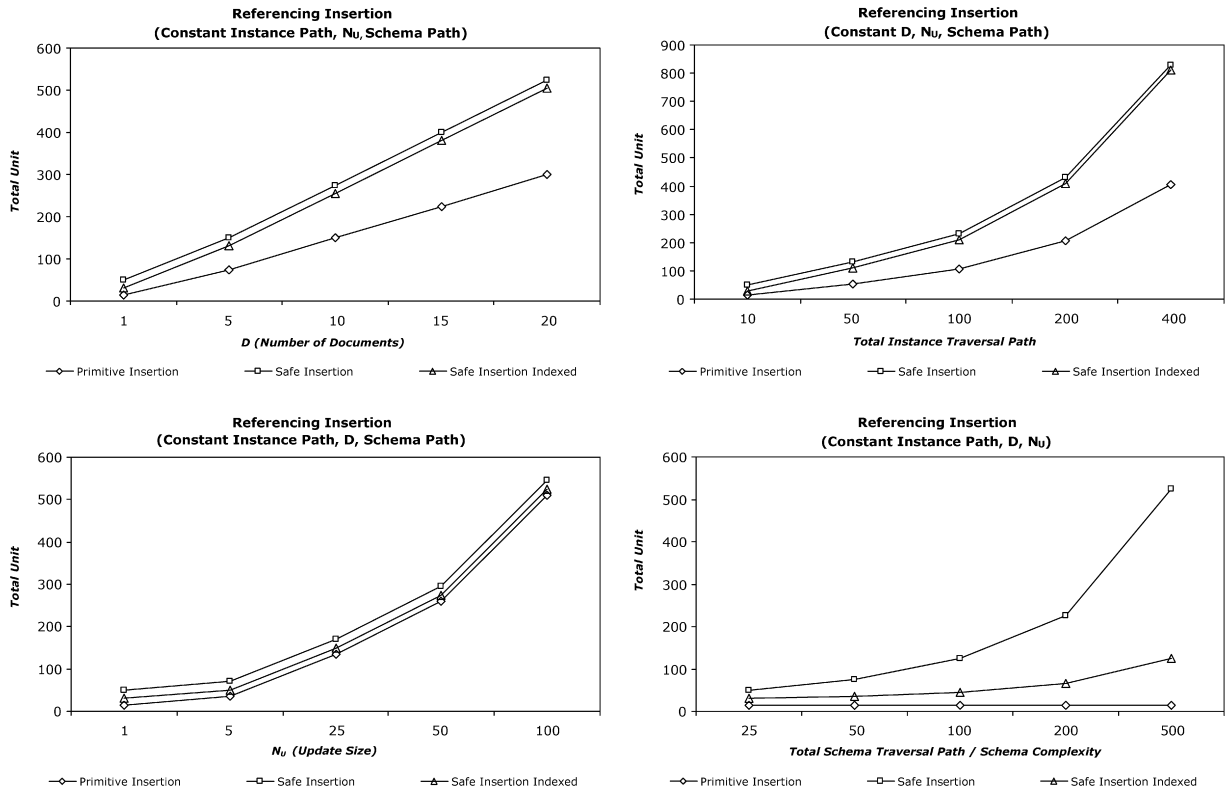 Referencing Insertion
(Constant Instance Path, NU, Schema Path)
600
500
400
300
200
100
0
Total Unit
1 5 10 15 20
D (Number of Documents)
Primitive Insertion Safe Insertion Safe Insertion Indexed
Referencing Insertion
(Constant D, NU, Schema Path)
900
800
700
600
500
400
300
200
100
0
Total Unit
10 50 100 200 400
Total Instance Traversal Path
Primitive Insertion Safe Insertion Safe Insertion Indexed
Referencing Insertion
(Constant Instance Path, D, Schema Path)
600
500
400
300
200
100
0
Total Unit
1 5 25 50 100
NU (Update Size)
Primitive Insertion Safe Insertion Safe Insertion Indexed
Referencing Insertion
(Constant Instance Path, D, NU)
600
500
400
300
200
100
0
Total Unit
25 50 100 200 500
Total Schema Traversal Path / Schema Complexity
Primitive Insertion Safe Insertion Safe Insertion Indexed